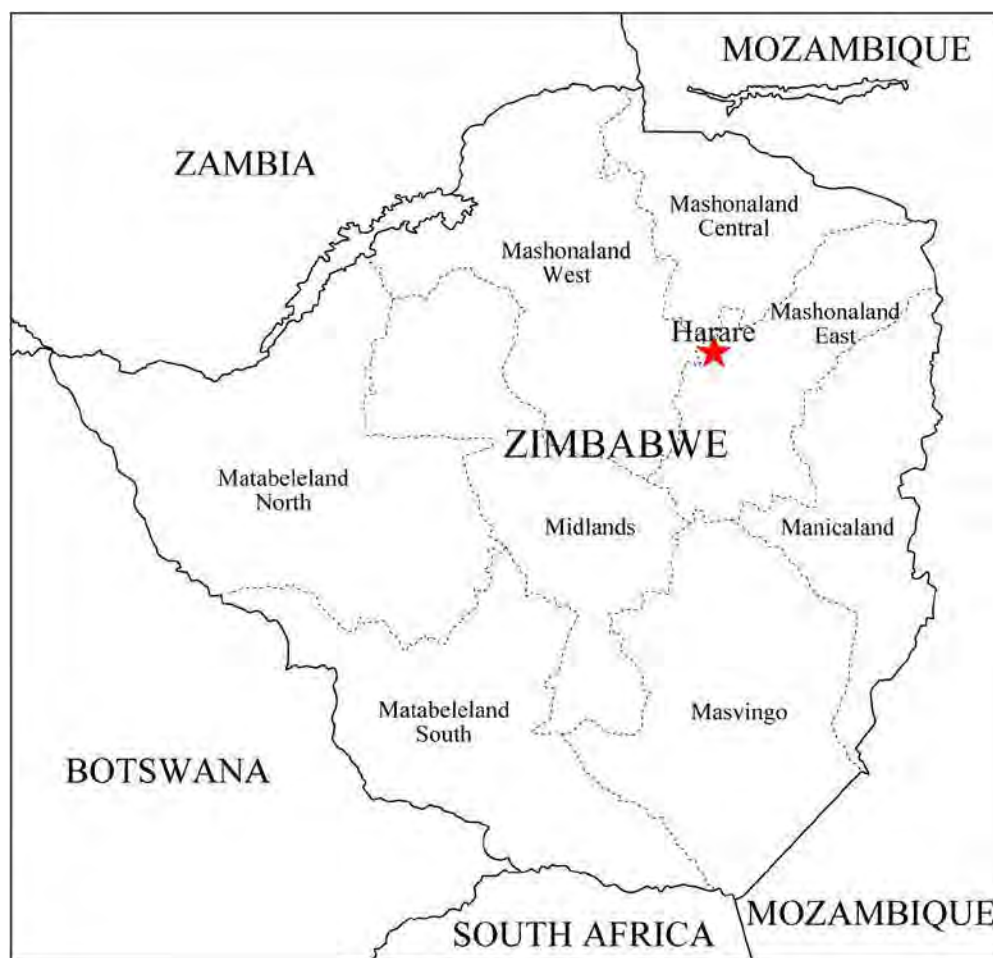 MOZAMBIQUE
ZAMBIA
Mashonaland
Central
Mashonaland
West
Mashonaland
East
Harare
ZIMBABWE
Matabeleland
North
Midlands
Manicaland
Matabeleland
South
Masvingo
BOTSWANA
MOZAMBIQUE
SOUTH AFRICA